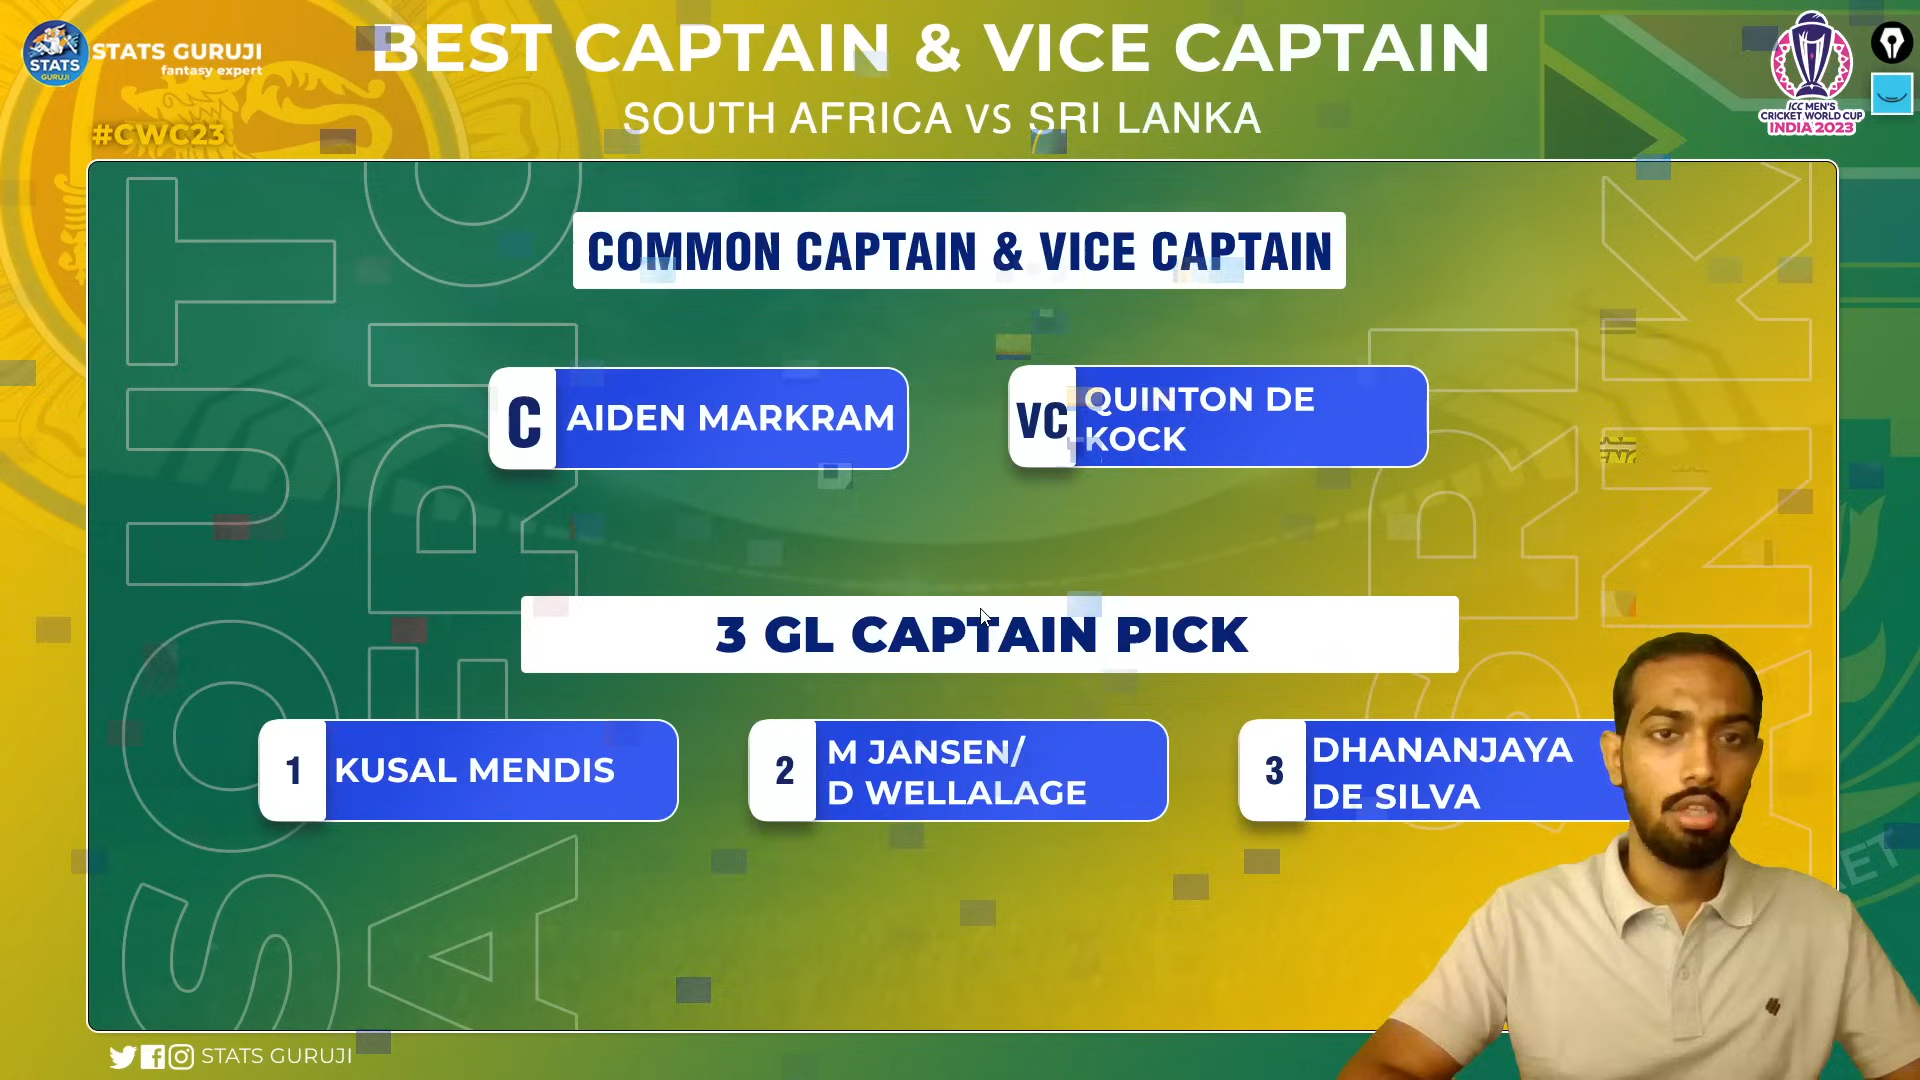 BEST CAPTAIN & VICE CAPTAIN
SOUTH AFRICA VS SRI LANKA
STATS GURUJI
fantasy expert
STATS
GURUJI
#CWC23
ICC MEN'S
CRICKET WORLD CUP
INDIA 2023
COMMON CAPTAIN & VICE CAPTAIN
C AIDEN MARKRAM
VC QUINTON DE
KOCK
3 GL CAPTAIN PICK
1 KUSAL MENDIS
2 M JANSEN/
D WELLALAGE
3 DHANANJAYA
DE SILVA
STATS GURUJI